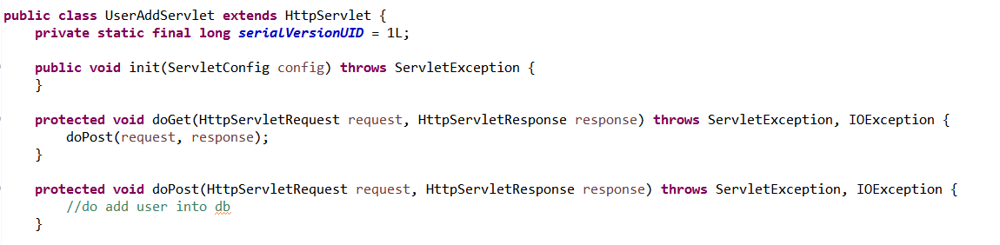 public class UserAddServlet extends HttpServlet {
private static final long serialVersionUID = 1L;
public void init(ServletConfig config) throws ServletException {
}
protected void doGet(HttpServletRequest request, HttpServletResponse response) throws ServletException, IOException {
doPost(request, response);
}
protected void doPost(HttpServletRequest request, HttpServletResponse response) throws ServletException, IOException {
//do add user into db
}